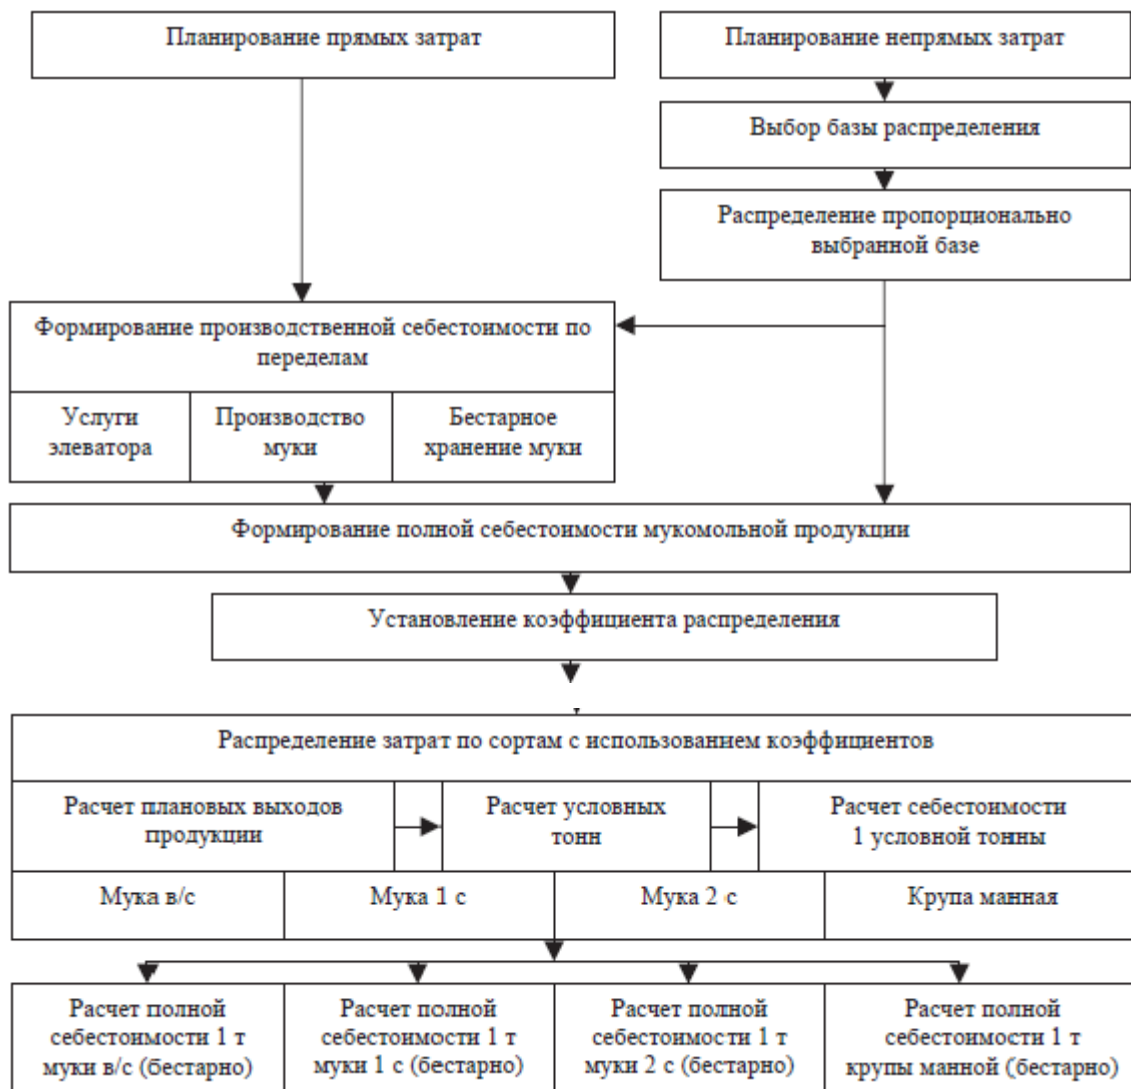 Планирование прямых затрат
Планирование непрямых затрат
Выбор базы распределения
Распределение пропорционально
выбранной базе
Формирование производственной себестоимости по
переделам
Услуги
элеватора
Производство
муки
Бестарное
хранение муки
Формирование полной себестоимости мукомольной продукции
Установление коэффициента распределения
Распределение затрат по сортам с использованием коэффициентов
Расчет плановых выходов
продукции
Расчет условных
тонн
Расчет себестоимости
1 условной тонны
Мука в/с
Мука 1 с
Мука 2 с
Крупа манная
Расчет полной
себестоимости 1 т
муки в/с (бестарно)
Расчет полной
себестоимости 1 т
муки 1 с (бестарно)
Расчет полной
себестоимости 1 т
муки 2 с (бестарно)
Расчет полной
себестоимости 1 т
крупы манной (бестарно)